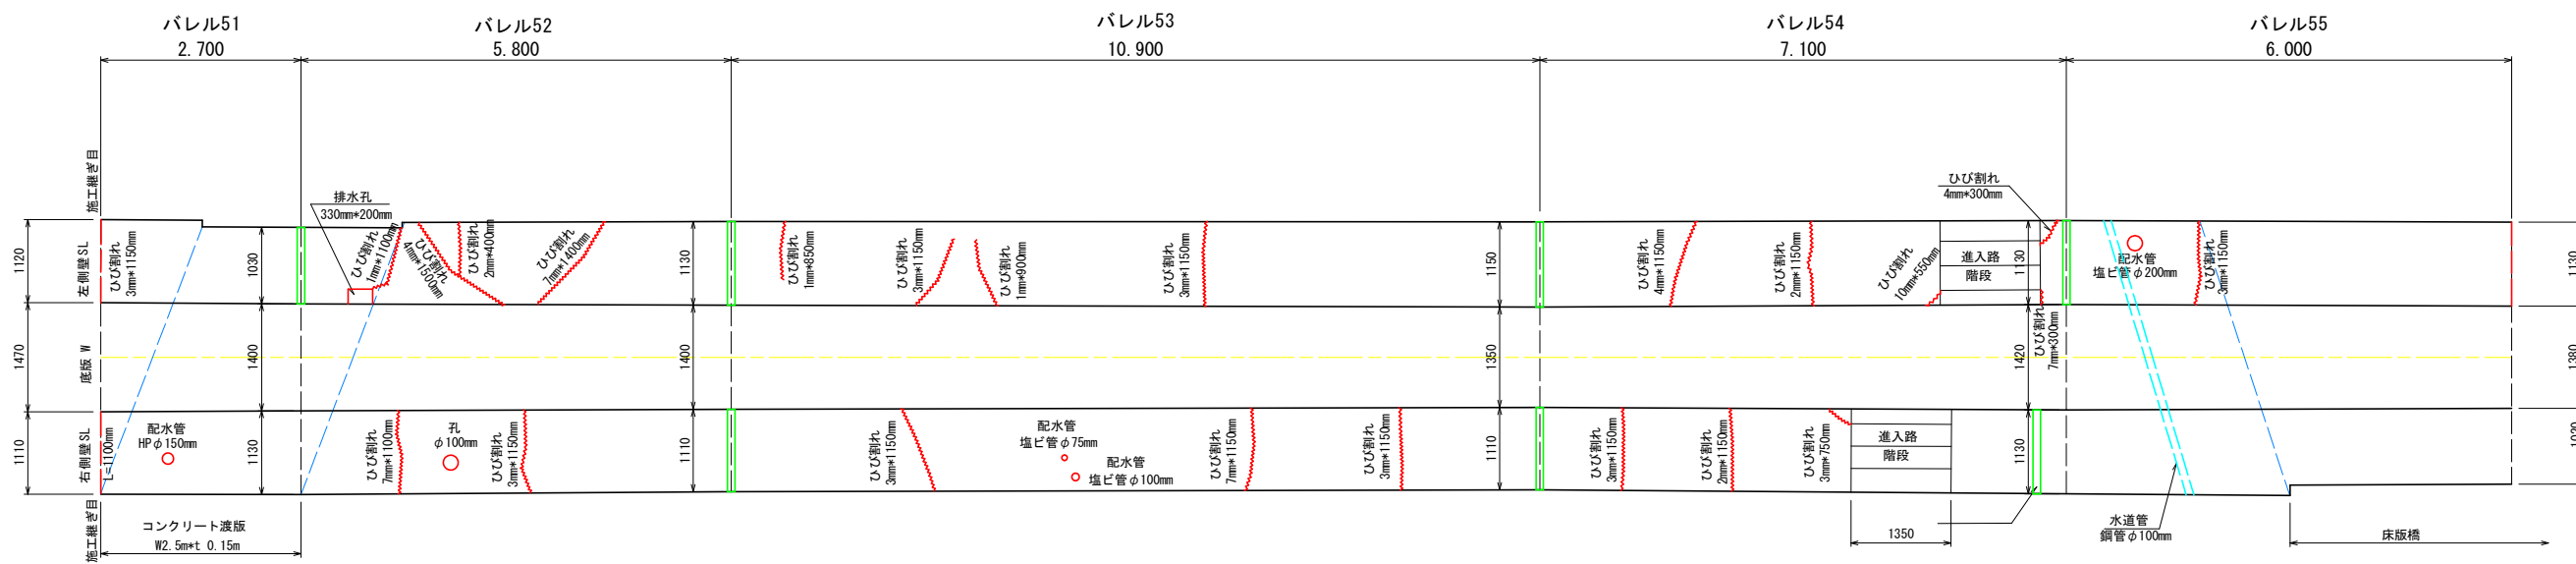 バレル51
2.700
バレル52
5.800
バレル53
10.900
バレル54
7.100
バレル55
6.000
施工継ぎ目
左側壁SL
底版 W
右側壁SL
施工継ぎ目
1120
1470
1110
ひび割れ
3mm*1150mm
L=1100mm
1030
1400
1130
配水管
HPφ150mm
コンクリート渡版
W2.5m*t 0.15m
排水孔
330mm*200mm
ひび割れ
1mm*1100mm
ひび割れ
4mm*1500mm
ひび割れ
2mm*400mm
ひび割れ
7mm*1400mm
1130
1400
1110
ひび割れ
7mm*1100mm
孔
φ100mm
ひび割れ
3mm*1150mm
ひび割れ
1mm*850mm
ひび割れ
3mm*1150mm
ひび割れ
1mm*900mm
ひび割れ
3mm*1150mm
1150
1350
1110
ひび割れ
3mm*1150mm
配水管
塩ビ管φ75mm
配水管
塩ビ管φ100mm
ひび割れ
7mm*1150mm
ひび割れ
3mm*1150mm
ひび割れ
4mm*1150mm
ひび割れ
2mm*1150mm
ひび割れ
10mm*550mm
進入路
階段
1130
1420
1130
ひび割れ
4mm*300mm
ひび割れ
7mm*300mm
ひび割れ
3mm*1150mm
ひび割れ
2mm*1150mm
ひび割れ
3mm*750mm
進入路
階段
1350
配水管
塩ビ管φ200mm
ひび割れ
3mm*1150mm
水道管
鋼管φ100mm
床版橋
1130
1380